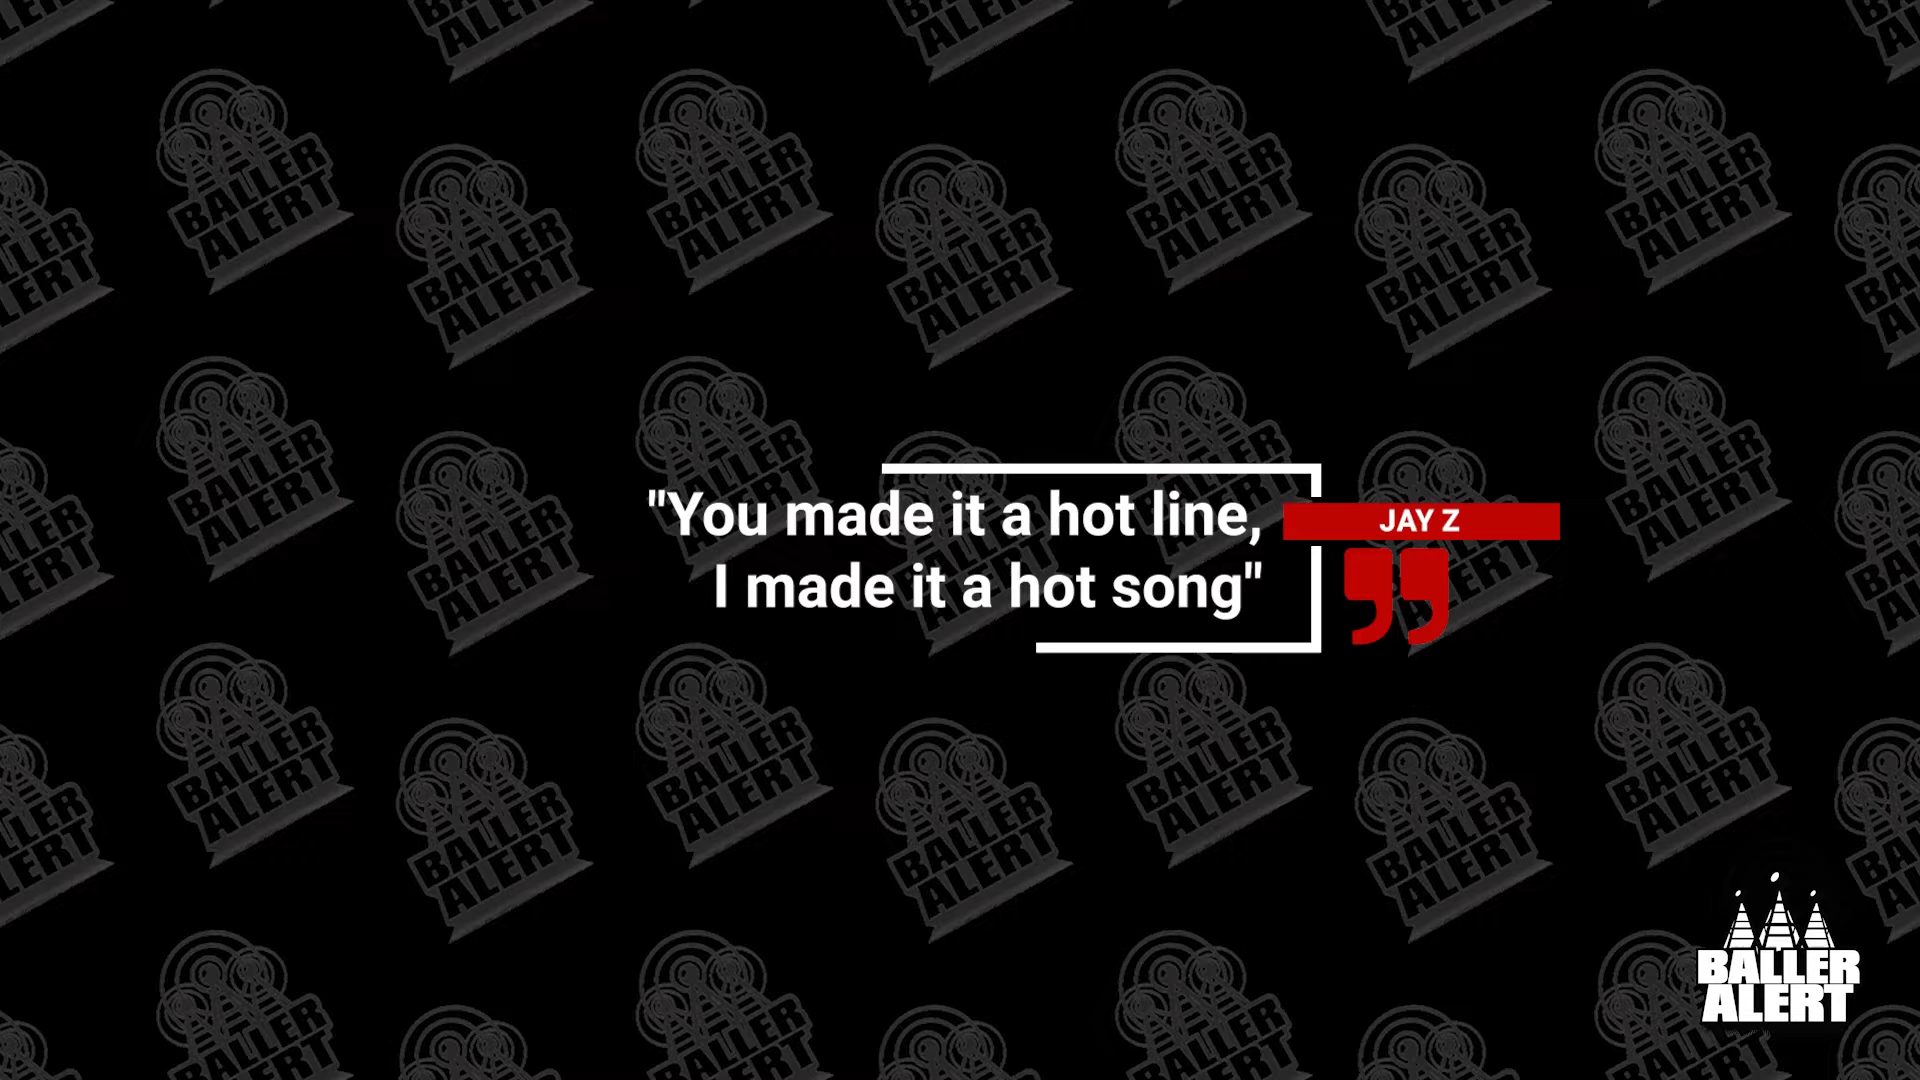 "You made it a hot line,
I made it a hot song"
JAY Z
BALLER
ALERT